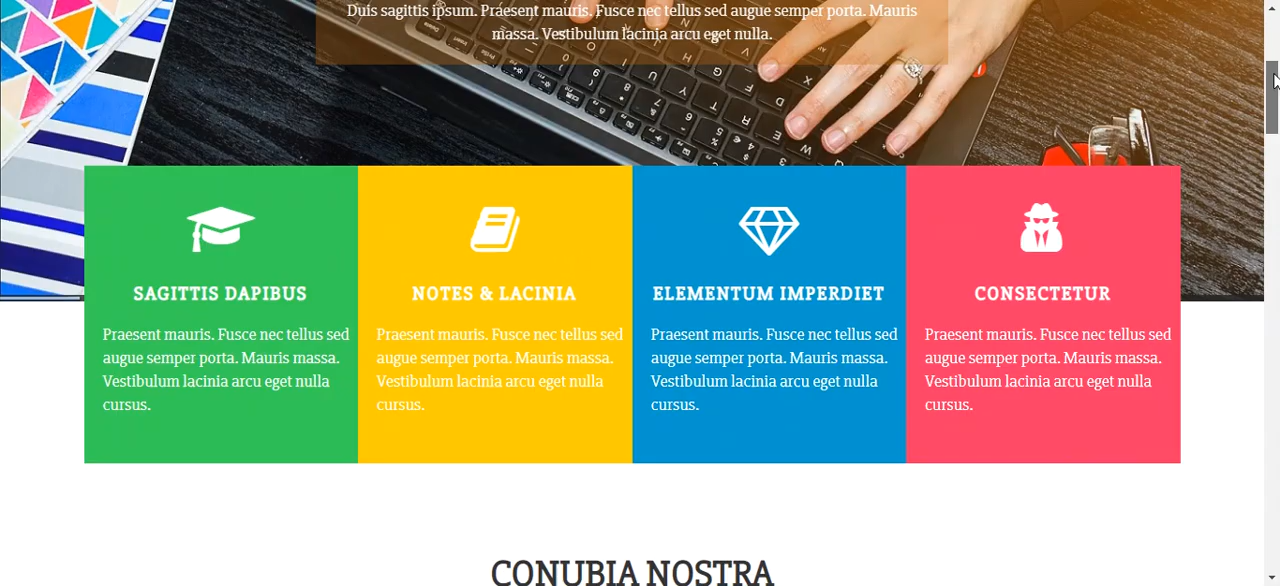 Duis sagittis ipsum. Praesent mauris. Fusce nec tellus sed augue semper porta. Mauris
massa. Vestibulum lacinia arcu eget nulla.
SAGITTIS DAPIBUS
Praesent mauris. Fusce nec tellus sed
augue semper porta. Mauris massa.
Vestibulum lacinia arcu eget nulla
cursus.
NOTES & LACINIA
Praesent mauris. Fusce nec tellus sed
augue semper porta. Mauris massa.
Vestibulum lacinia arcu eget nulla
cursus.
ELEMENTUM IMPERDIET
Praesent mauris. Fusce nec tellus sed
augue semper porta. Mauris massa.
Vestibulum lacinia arcu eget nulla
cursus.
CONSECTETUR
Praesent mauris. Fusce nec tellus sed
augue semper porta. Mauris massa.
Vestibulum lacinia arcu eget nulla
cursus.
CONUBIA NOSTRA